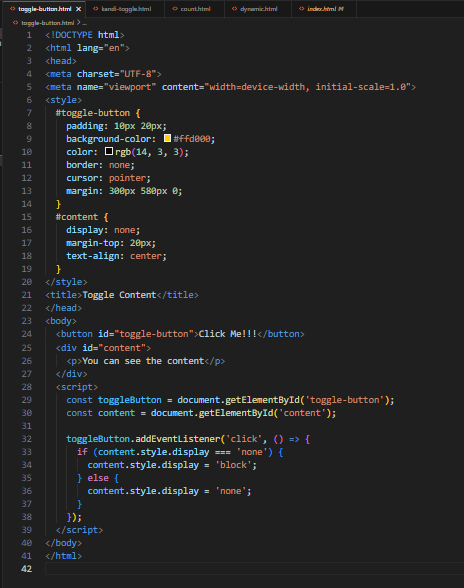 toggle-button.html × kandi-toggle.html count.html dynemic.html index.html M
toggle-button.html > ...
1 <!DOCTYPE html>
2 <html lang="en">
3 <head>
4 <meta charset="UTF-8">
5 <meta name="viewport" content="width=device-width, initial-scale=1.0">
6 <style>
7 #toggle-button {
8 padding: 10px 20px;
9 background-color: #ffd000;
10 color: rgb(14, 3, 3);
11 border: none;
12 cursor: pointer;
13 margin: 300px 580px 0;
14 }
15 #content {
16 display: none;
17 margin-top: 20px;
18 text-align: center;
19 }
20 </style>
21 <title>Toggle Content</title>
22 </head>
23 <body>
24 <button id="toggle-button">Click Me!!!</button>
25 <div id="content">
26 <p>You can see the content</p>
27 </div>
28 <script>
29 const toggleButton = document.getElementById('toggle-button');
30 const content = document.getElementById('content');
31
32 toggleButton.addEventListener('click', () => {
33 if (content.style.display === 'none') {
34 content.style.display = 'block';
35 } else {
36 content.style.display = 'none';
37 }
38 });
39 </script>
40 </body>
41 </html>
42